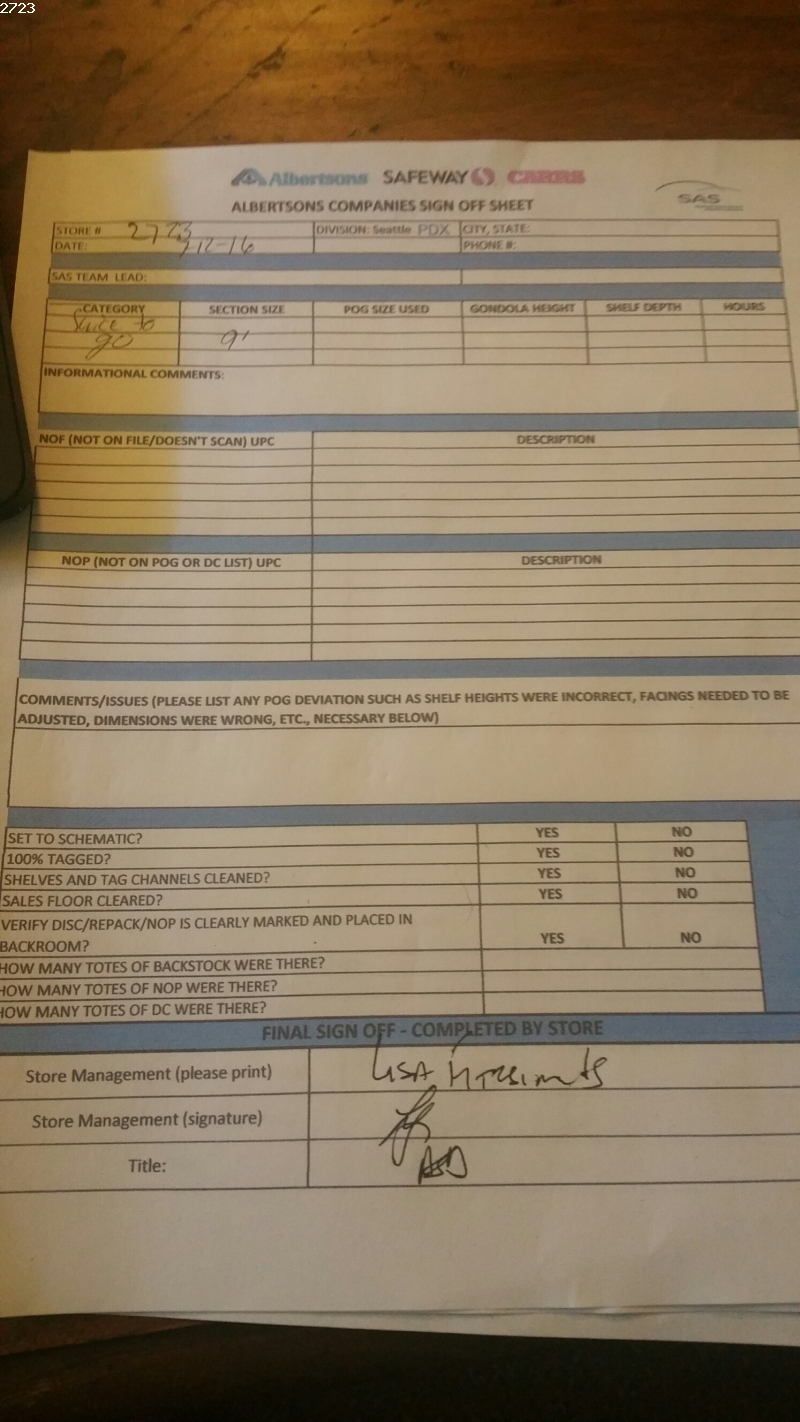 2723
Albertsons SAFEWAY CARRS
SAS
ALBERTSONS COMPANIES SIGN OFF SHEET
STORE # 2723 DIVISION: Seattle PDX CITY, STATE:
DATE: 12-16 PHONE #:
SAS TEAM LEAD:
CATEGORY SECTION SIZE POG SIZE USED GONDOLA HEIGHT SHELF DEPTH HOURS
to
go 9'
INFORMATIONAL COMMENTS:
NOF (NOT ON FILE/DOESN'T SCAN) UPC DESCRIPTION
NOP (NOT ON POG OR DC LIST) UPC DESCRIPTION
COMMENTS/ISSUES (PLEASE LIST ANY POG DEVIATION SUCH AS SHELF HEIGHTS WERE INCORRECT, FACINGS NEEDED TO BE
ADJUSTED, DIMENSIONS WERE WRONG, ETC., NECESSARY BELOW)
SET TO SCHEMATIC? YES NO
100% TAGGED? YES NO
SHELVES AND TAG CHANNELS CLEANED? YES NO
SALES FLOOR CLEARED? YES NO
VERIFY DISC/REPACK/NOP IS CLEARLY MARKED AND PLACED IN
BACKROOM? YES NO
HOW MANY TOTES OF BACKSTOCK WERE THERE?
HOW MANY TOTES OF NOP WERE THERE?
HOW MANY TOTES OF DC WERE THERE?
FINAL SIGN OFF - COMPLETED BY STORE
Store Management (please print) LISA
Store Management (signature)
Title: ASD